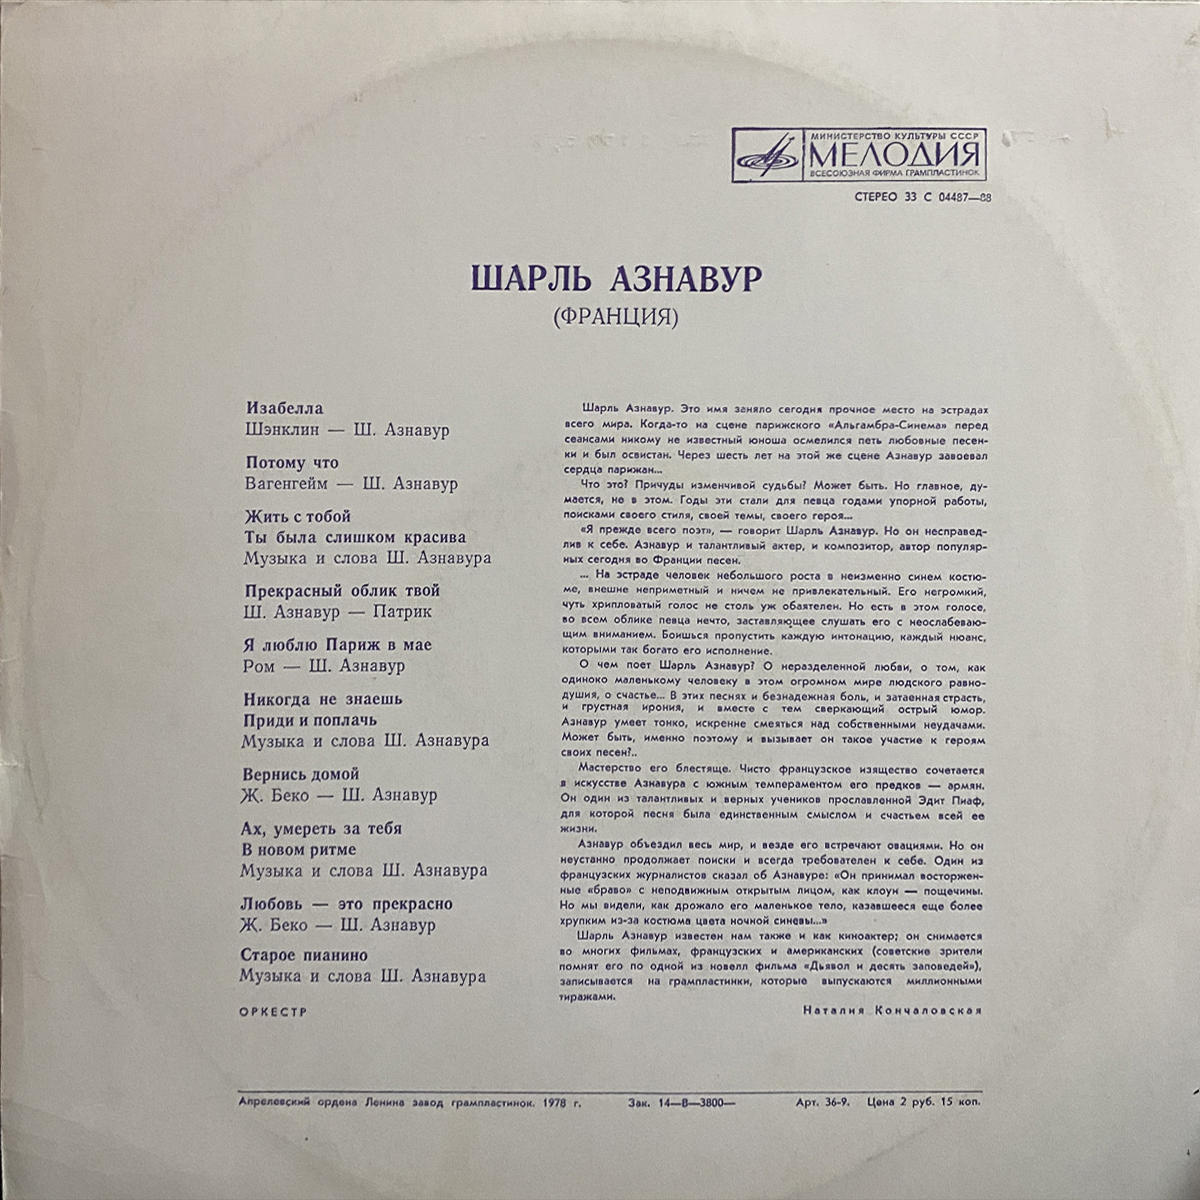 МИНИСТЕРСТВО КУЛЬТУРЫ СССР
МЕЛОДИЯ
ВСЕСОЮЗНАЯ ФИРМА ГРАМПЛАСТИНОК
СТЕРЕО 33 С 04487—88
ШАРЛЬ АЗНАВУР
(ФРАНЦИЯ)
Изабелла
Шэнклин — Ш. Азнавур
Потому что
Вагенгейм — Ш. Азнавур
Жить с тобой
Ты была слишком красива
Музыка и слова Ш. Азнавура
Прекрасный облик твой
Ш. Азнавур — Патрик
Я люблю Париж в мае
Ром — Ш. Азнавур
Никогда не знаешь
Приди и поплачь
Музыка и слова Ш. Азнавура
Вернись домой
Ж. Беко — Ш. Азнавур
Ах, умереть за тебя
В новом ритме
Музыка и слова Ш. Азнавура
Любовь — это прекрасно
Ж. Беко — Ш. Азнавур
Старое пианино
Музыка и слова Ш. Азнавура
ОРКЕСТР
Шарль Азнавур. Это имя заняло сегодня прочное место на эстрадах
всего мира. Когда-то на сцене парижского «Альгамбра-Синема» перед
сеансами никому не известный юноша осмелился петь любовные песен-
ки и был освистан. Через шесть лет на этой же сцене Азнавур завоевал
сердца парижан...
Что это? Причуды изменчивой судьбы? Может быть. Но главное, ду-
мается, не в этом. Годы эти стали для певца годами упорной работы,
поисками своего стиля, своей темы, своего героя...
«Я прежде всего поэт», — говорит Шарль Азнавур. Но он несправед-
лив к себе. Азнавур и талантливый актер, и композитор, автор популяр-
ных сегодня во Франции песен.
... На эстраде человек небольшого роста в неизменно синем костю-
ме, внешне неприметный и ничем не привлекательный. Его негромкий,
чуть хрипловатый голос не столь уж обаятелен. Но есть в этом голосе,
во всем облике певца нечто, заставляющее слушать его с неослабеваю-
щим вниманием. Боишься пропустить каждую интонацию, каждый нюанс,
которыми так богато его исполнение.
О чем поет Шарль Азнавур? О неразделенной любви, о том, как
одиноко маленькому человеку в этом огромном мире людского равно-
душия, о счастье... В этих песнях и безнадежная боль, и затаенная страсть,
и грустная ирония, и вместе с тем сверкающий острый юмор.
Азнавур умеет тонко, искренне смеяться над собственными неудачами.
Может быть, именно поэтому и вызывает он такое участие к героям
своих песен?..
Мастерство его блестяще. Чисто французское изящество сочетается
в искусстве Азнавура с южным темпераментом его предков — армян.
Он один из талантливых и верных учеников прославленной Эдит Пиаф,
для которой песня была единственным смыслом и счастьем всей ее
жизни.
Азнавур объездил весь мир, и везде его встречают овациями. Но он
неустанно продолжает поиски и всегда требователен к себе. Один из
французских журналистов сказал об Азнавуре: «Он принимал восторжен-
ные «браво» с неподвижным открытым лицом, как клоун — пощечины.
Но мы видели, как дрожало его маленькое тело, казавшееся еще более
хрупким из-за костюма цвета ночной синевы...»
Шарль Азнавур известен нам также и как киноактер; он снимается
во многих фильмах, французских и американских (советские зрители
помнят его по одной из новелл фильма «Дьявол и десять заповедей»),
записывается на грампластинки, которые выпускаются миллионными
тиражами.
Наталия Кончаловская
Апрелевский ордена Ленина завод грампластинок. 1978 г. Зак. 14—В—3800— Арт. 36-9. Цена 2 руб. 15 коп.